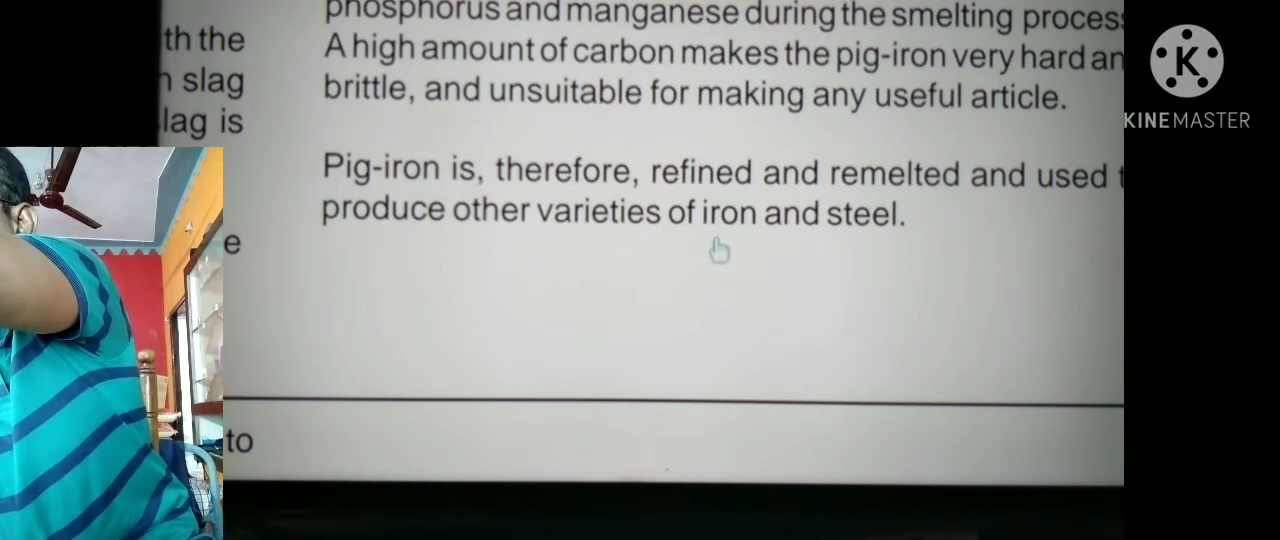 th the
slag
lag is
e
to
phosphorus and manganese during the smelting process
A high amount of carbon makes the pig-iron very hard an
brittle, and unsuitable for making any useful article.
Pig-iron is, therefore, refined and remelted and used t
produce other varieties of iron and steel.
K
KINEMASTER